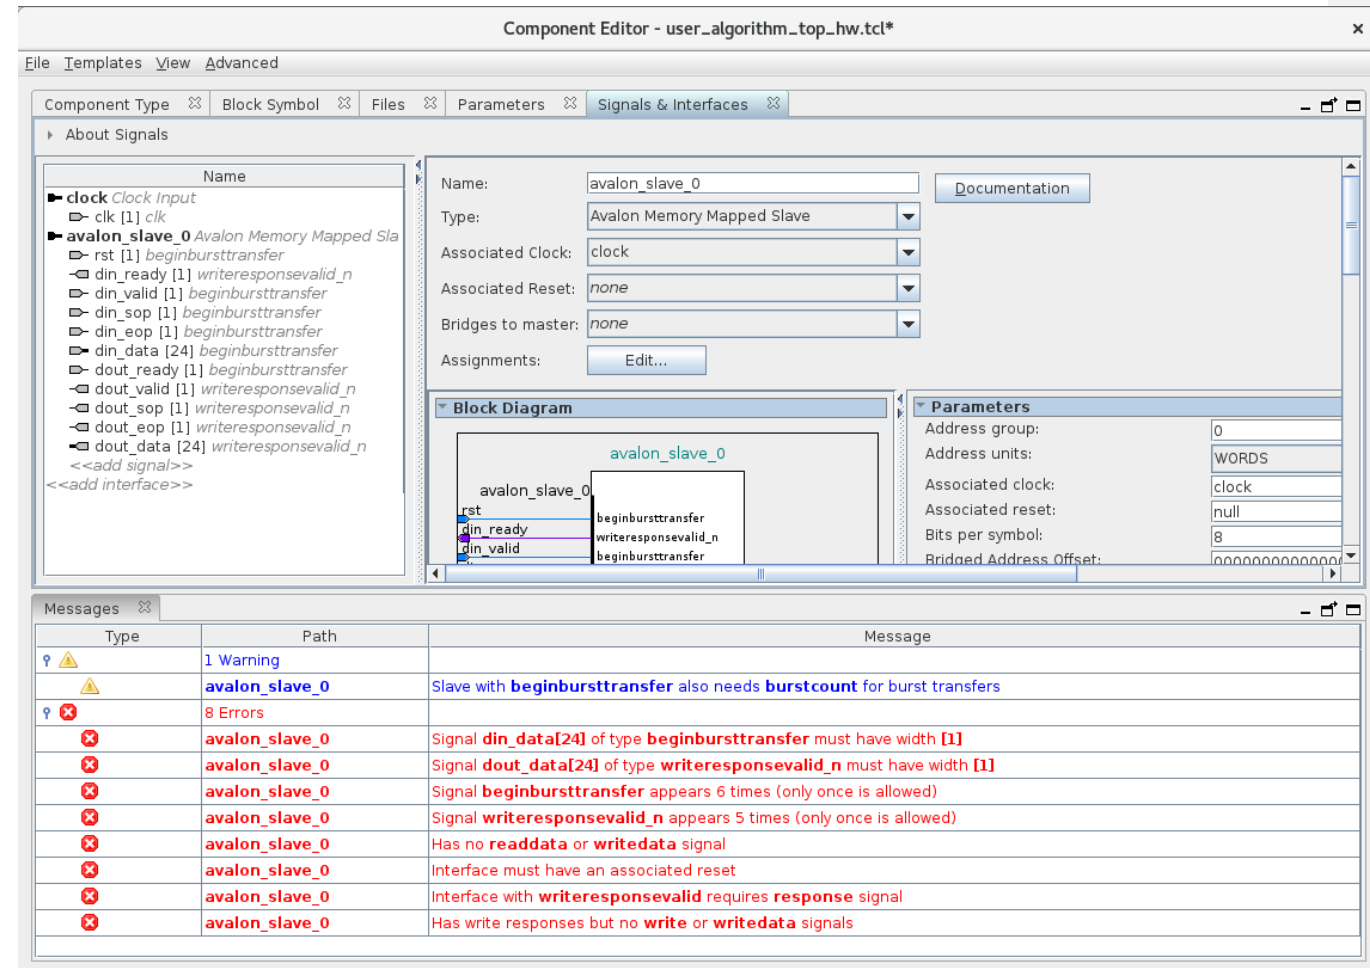 Component Editor - user_algorithm_top_hw.tcl*
File Templates View Advanced
Component Type Block Symbol Files Parameters Signals & Interfaces
About Signals
Name
clock Clock Input
clk [1] clk
avalon_slave_0 Avalon Memory Mapped Sla
rst [1] beginbursttransfer
din_ready [1] writeresponsevalid_n
din_valid [1] beginbursttransfer
din_sop [1] beginbursttransfer
din_eop [1] beginbursttransfer
din_data [24] beginbursttransfer
dout_ready [1] beginbursttransfer
dout_valid [1] writeresponsevalid_n
dout_sop [1] writeresponsevalid_n
dout_eop [1] writeresponsevalid_n
dout_data [24] writeresponsevalid_n
<<add signal>>
<<add interface>>
Name: avalon_slave_0 Documentation
Type: Avalon Memory Mapped Slave
Associated Clock: clock
Associated Reset: none
Bridges to master: none
Assignments: Edit...
Block Diagram
avalon_slave_0
avalon_slave_0
rst beginbursttransfer
din_ready writeresponsevalid_n
din_valid beginbursttransfer
Parameters
Address group: 0
Address units: WORDS
Associated clock: clock
Associated reset: null
Bits per symbol: 8
Bridged Address Offset:
Messages
Type Path Message
1 Warning
avalon_slave_0 Slave with beginbursttransfer also needs burstcount for burst transfers
8 Errors
avalon_slave_0 Signal din_data[24] of type beginbursttransfer must have width [1]
avalon_slave_0 Signal dout_data[24] of type writeresponsevalid_n must have width [1]
avalon_slave_0 Signal beginbursttransfer appears 6 times (only once is allowed)
avalon_slave_0 Signal writeresponsevalid_n appears 5 times (only once is allowed)
avalon_slave_0 Has no readdata or writedata signal
avalon_slave_0 Interface must have an associated reset
avalon_slave_0 Interface with writeresponsevalid requires response signal
avalon_slave_0 Has write responses but no write or writedata signals